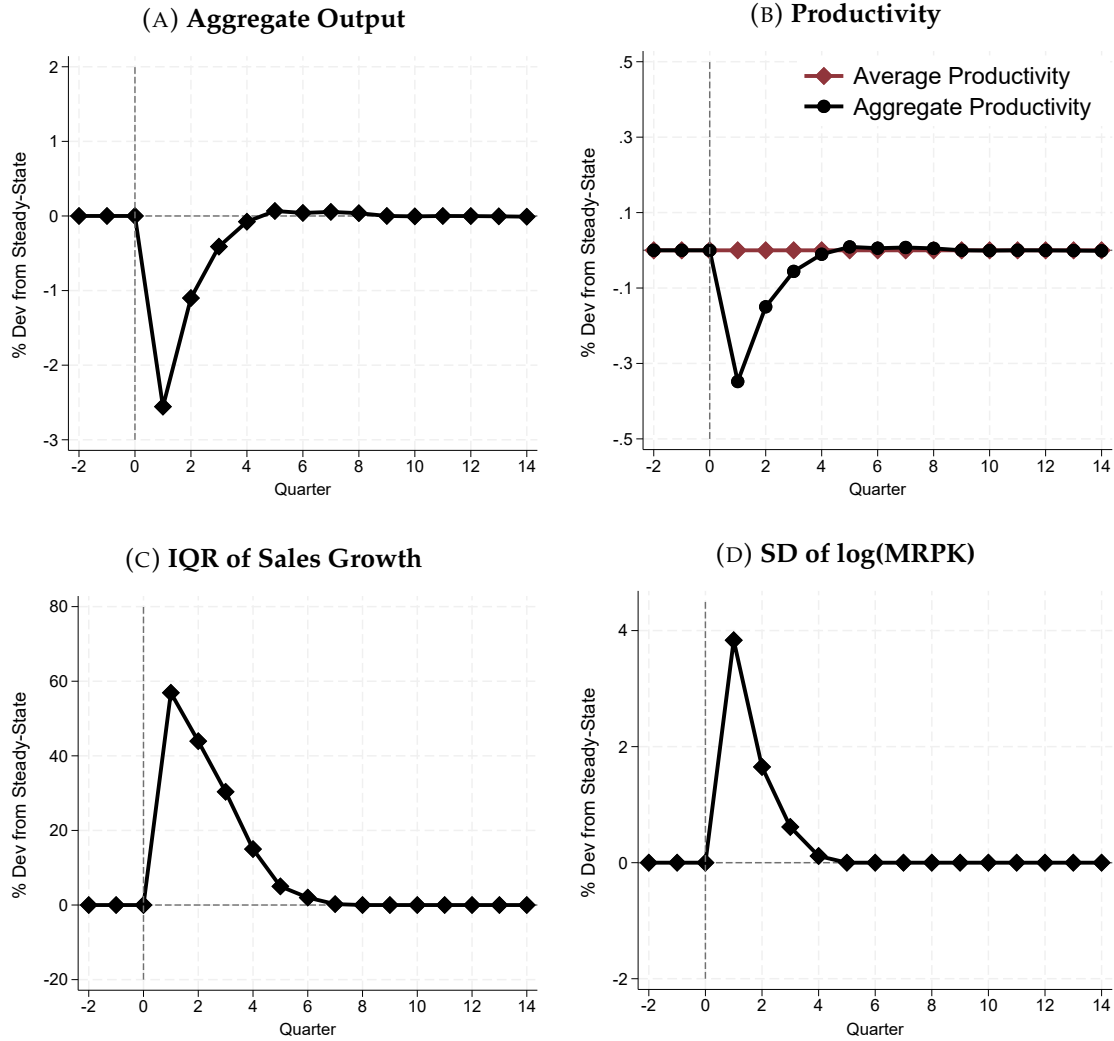 (A) Aggregate Output
2
1
0
-1
-2
-3
% Dev from Steady-State
-2 0 2 4 6 8 10 12 14
Quarter
(B) Productivity
.5
.3
.1
-.1
-.3
-.5
% Dev from Steady-State
Average Productivity
Aggregate Productivity
-2 0 2 4 6 8 10 12 14
Quarter
(C) IQR of Sales Growth
80
60
40
20
0
-20
% Dev from Steady-State
-2 0 2 4 6 8 10 12 14
Quarter
(D) SD of log(MRPK)
4
2
0
-2
% Dev from Steady-State
-2 0 2 4 6 8 10 12 14
Quarter